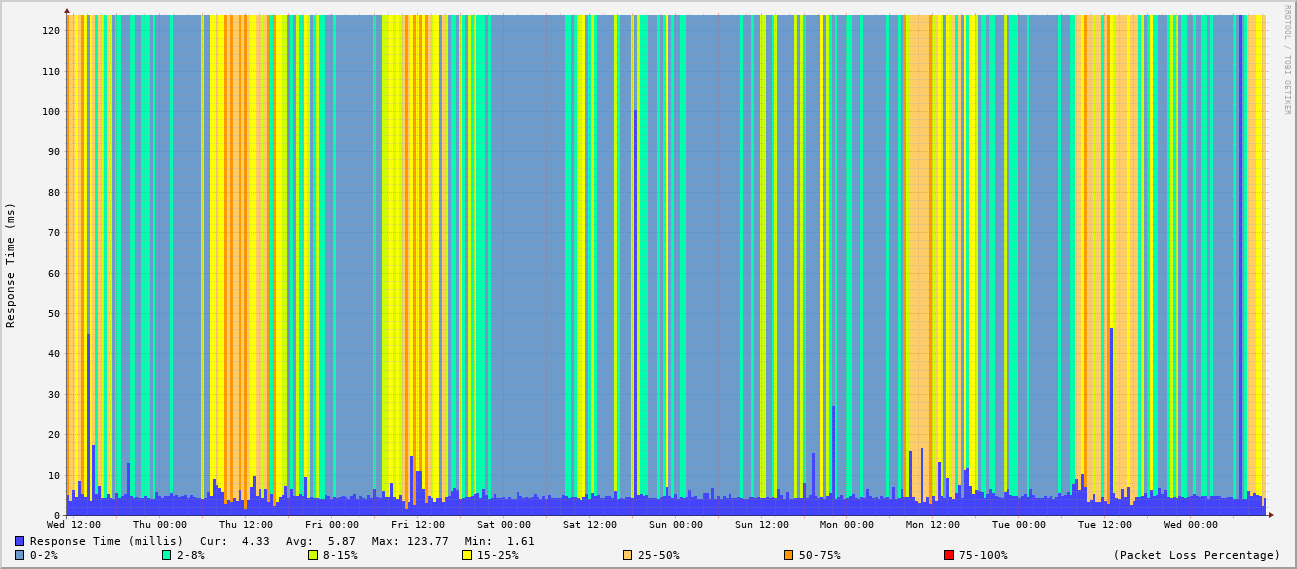 RRDTOOL / TOBI OETIKER
Response Time (ms)
120
110
100
90
80
70
60
50
40
30
20
10
0
Wed 12:00 Thu 00:00 Thu 12:00 Fri 00:00 Fri 12:00 Sat 00:00 Sat 12:00 Sun 00:00 Sun 12:00 Mon 00:00 Mon 12:00 Tue 00:00 Tue 12:00 Wed 00:00
Response Time (millis) Cur: 4.33 Avg: 5.87 Max: 123.77 Min: 1.61
0-2% 2-8% 8-15% 15-25% 25-50% 50-75% 75-100% (Packet Loss Percentage)